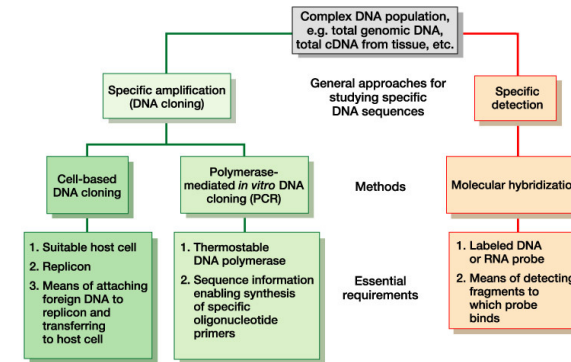 Complex DNA population,
e.g. total genomic DNA,
total cDNA from tissue, etc.
Specific amplification
(DNA cloning)
General approaches for
studying specific
DNA sequences
Specific
detection
Cell-based
DNA cloning
Polymerase-
mediated in vitro DNA
cloning (PCR)
Methods
Molecular hybridization
1. Suitable host cell
2. Replicon
3. Means of attaching
foreign DNA to
replicon and
transferring
to host cell
1. Thermostable
DNA polymerase
2. Sequence information
enabling synthesis
of specific
oligonucleotide
primers
Essential
requirements
1. Labeled DNA
or RNA probe
2. Means of detecting
fragments to
which probe
binds